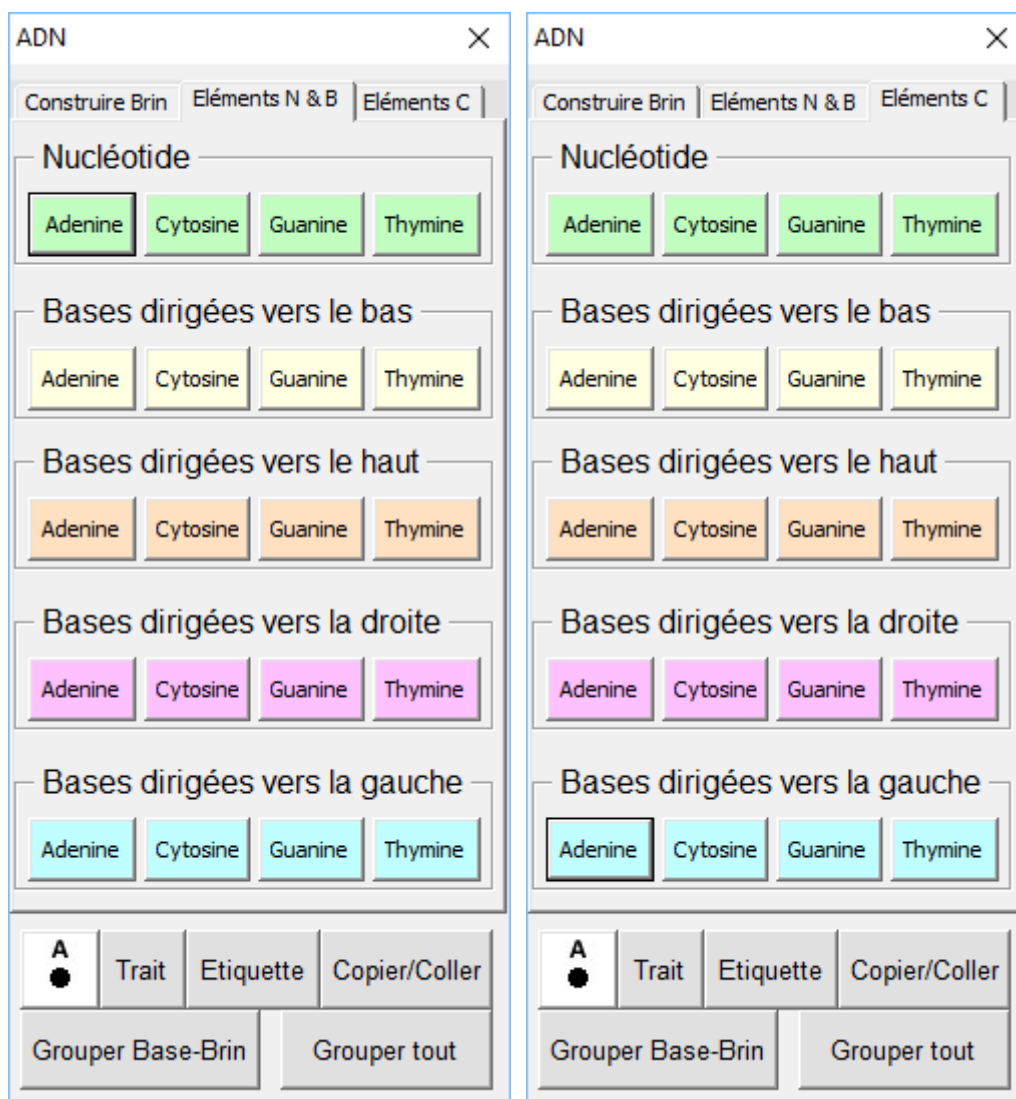 ADN
Construire Brin Eléments N & B Eléments C
Nucléotide
Adenine Cytosine Guanine Thymine
Bases dirigées vers le bas
Adenine Cytosine Guanine Thymine
Bases dirigées vers le haut
Adenine Cytosine Guanine Thymine
Bases dirigées vers la droite
Adenine Cytosine Guanine Thymine
Bases dirigées vers la gauche
Adenine Cytosine Guanine Thymine
A
Trait Etiquette Copier/Coller
Grouper Base-Brin Grouper tout
ADN
Construire Brin Eléments N & B Eléments C
Nucléotide
Adenine Cytosine Guanine Thymine
Bases dirigées vers le bas
Adenine Cytosine Guanine Thymine
Bases dirigées vers le haut
Adenine Cytosine Guanine Thymine
Bases dirigées vers la droite
Adenine Cytosine Guanine Thymine
Bases dirigées vers la gauche
Adenine Cytosine Guanine Thymine
A
Trait Etiquette Copier/Coller
Grouper Base-Brin Grouper tout